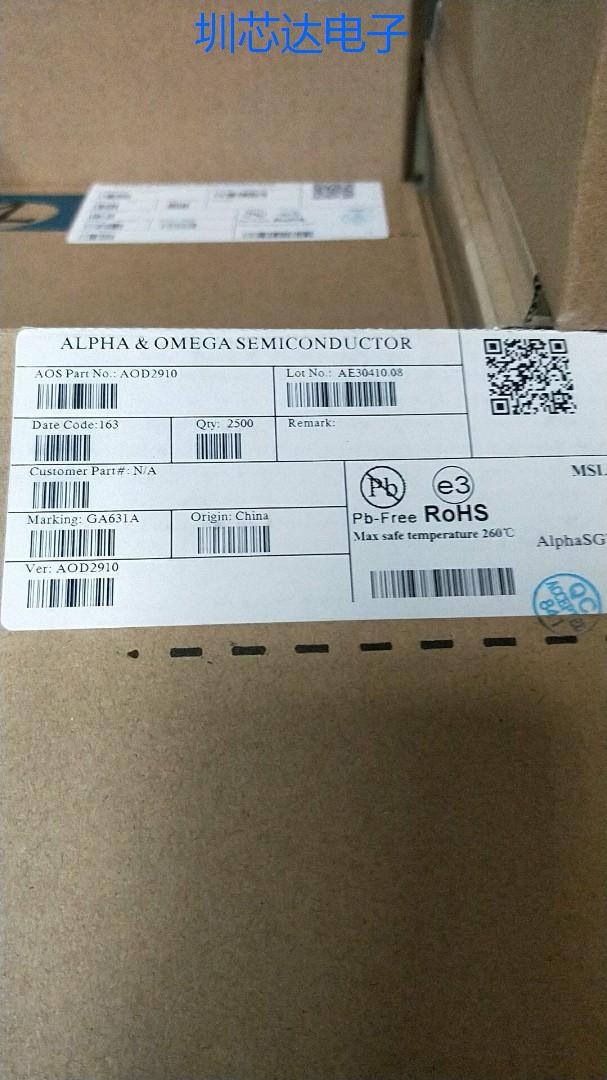 圳芯达电子
ALPHA & OMEGA SEMICONDUCTOR
AOS Part No.: AOD2910
Lot No.: AE30410.08
Date Code:163
Qty: 2500
Remark:
Customer Part#: N/A
Marking: GA631A
Origin: China
Ver: AOD2910
Pb
e3
MSL
Pb-Free RoHS
Max safe temperature 260℃
AlphaSG
QC